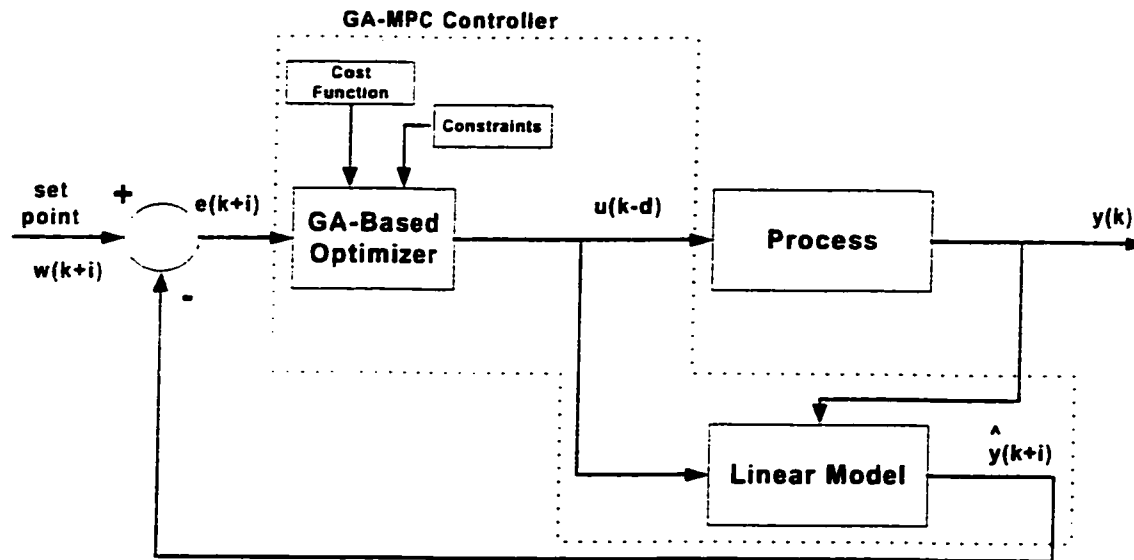 GA-MPC Controller
Cost
Function
Constraints
set
point
+
e(k+i)
w(k+i)
-
GA-Based
Optimizer
u(k-d)
Process
y(k)
Linear Model
ŷ(k+i)